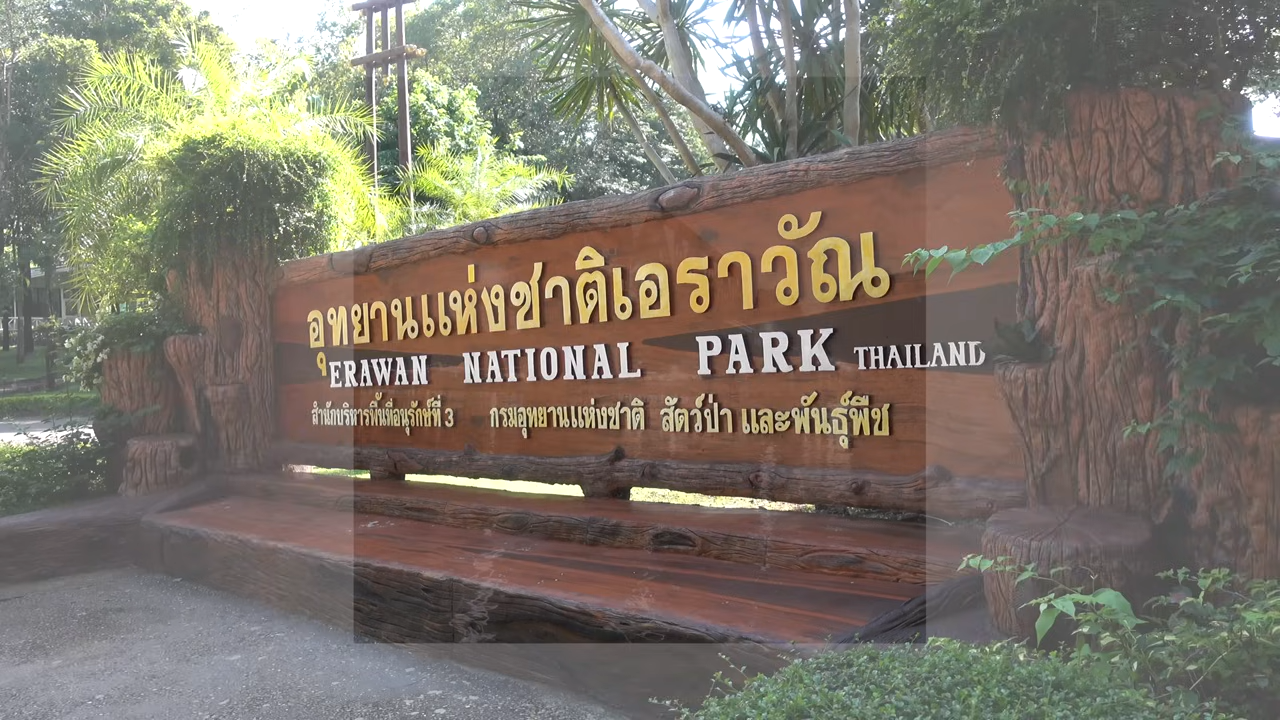 อุทยานแห่งชาติเอราวัณ
ERAWAN NATIONAL PARK THAILAND
สำนักบริหารพื้นที่อนุรักษ์ที่ 3 กรมอุทยานแห่งชาติ สัตว์ป่า และพันธุ์พืช